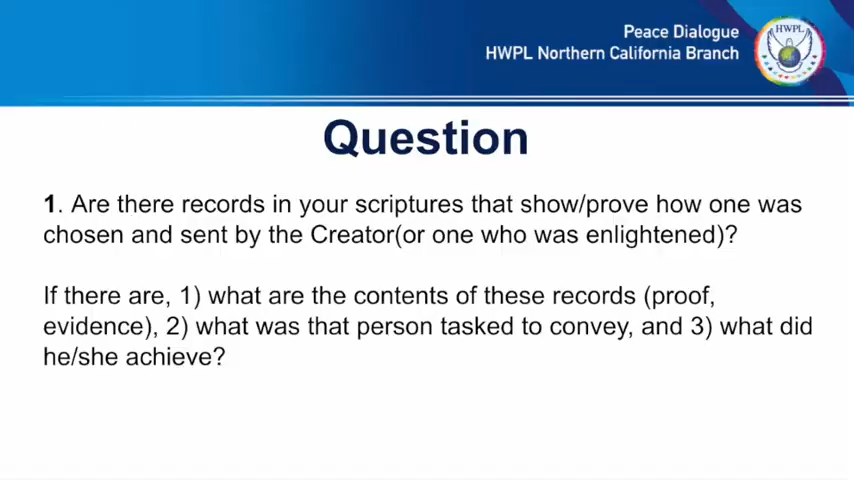 Peace Dialogue
HWPL Northern California Branch
HWPL
Question
1. Are there records in your scriptures that show/prove how one was
chosen and sent by the Creator(or one who was enlightened)?
If there are, 1) what are the contents of these records (proof,
evidence), 2) what was that person tasked to convey, and 3) what did
he/she achieve?